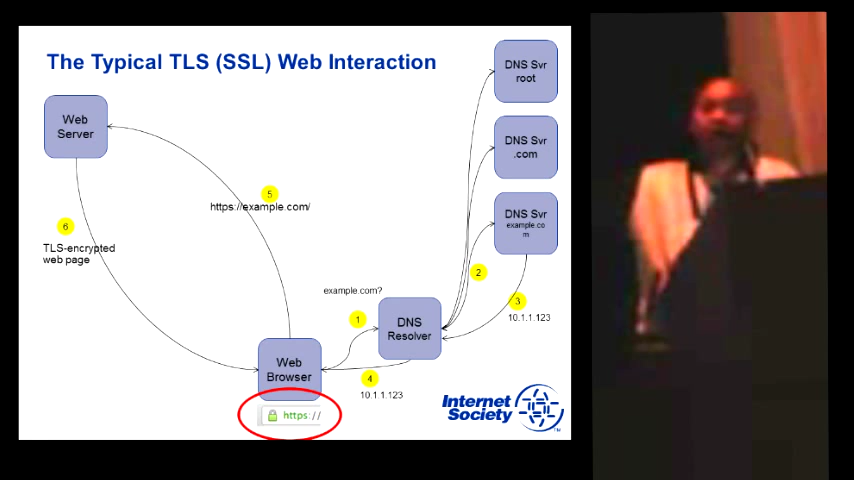 The Typical TLS (SSL) Web Interaction
DNS Svr
root
Web
Server
DNS Svr
.com
5
https://example.com/
DNS Svr
example.co
m
6
TLS-encrypted
web page
2
example.com?
3
10.1.1.123
1
DNS
Resolver
Web
Browser
4
10.1.1.123
https://
Internet
Society
TM